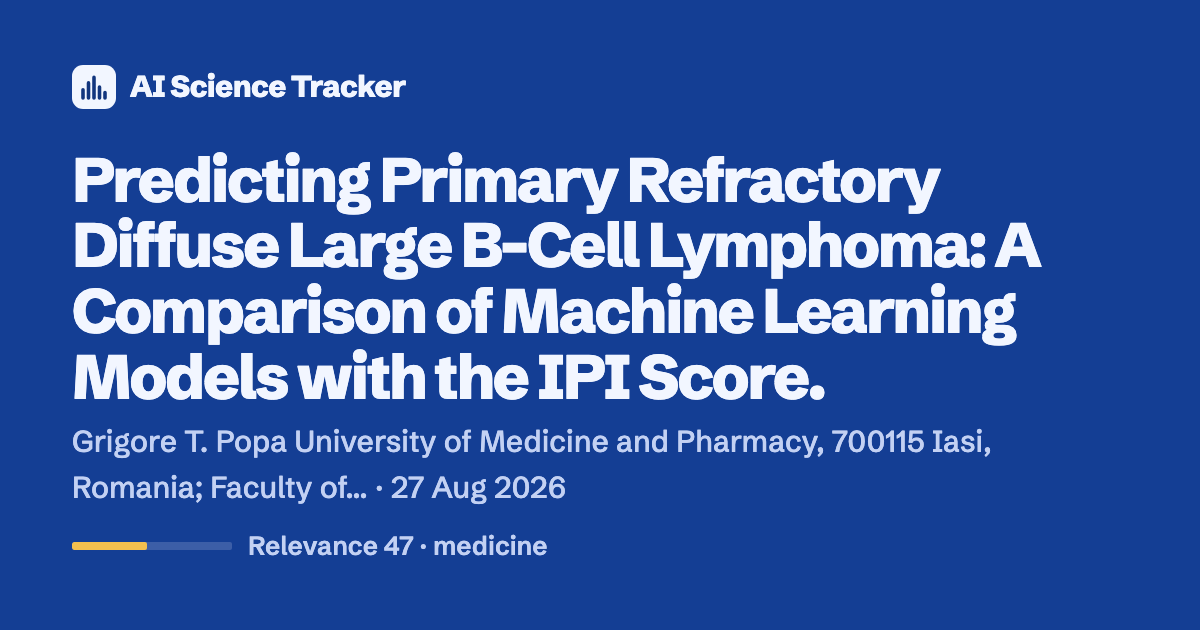 AI Science Tracker
Predicting Primary Refractory
Diffuse Large B-Cell Lymphoma: A
Comparison of Machine Learning
Models with the IPI Score.
Grigore T. Popa University of Medicine and Pharmacy, 700115 Iasi,
Romania; Faculty of... · 27 Aug 2026
Relevance 47 · medicine